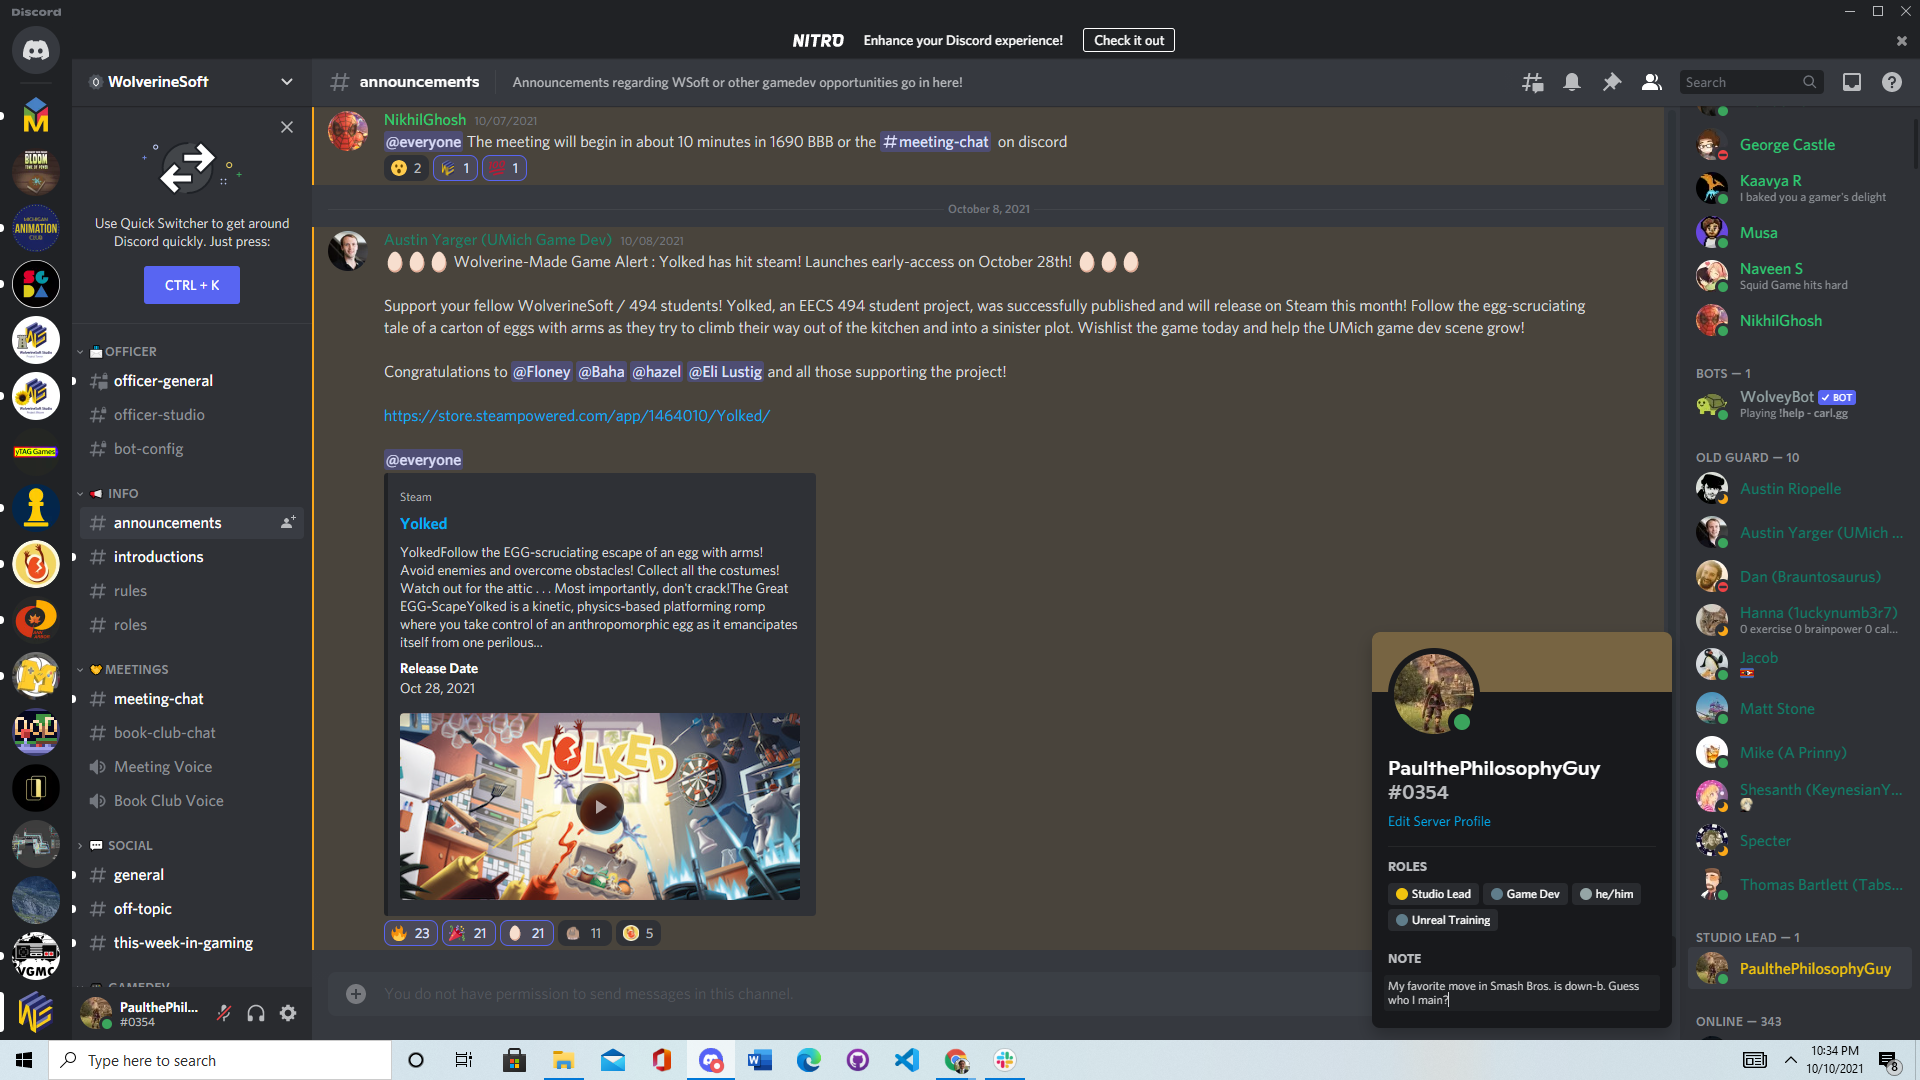 Discord
NITRO Enhance your Discord experience! Check it out
WolverineSoft
announcements Announcements regarding WSoft or other gamedev opportunities go in here!
Search
Use Quick Switcher to get around
Discord quickly. Just press:
CTRL + K
OFFICER
officer-general
officer-studio
bot-config
INFO
announcements
introductions
rules
roles
MEETINGS
meeting-chat
book-club-chat
Meeting Voice
Book Club Voice
SOCIAL
general
off-topic
this-week-in-gaming
GAMEDEV
PaulthePhil...
#0354
BLOOM
MICHIGAN
ANIMATION
CLUB
yTAG Games
VGMC
NikhilGhosh 10/07/2021
@everyone The meeting will begin in about 10 minutes in 1690 BBB or the #meeting-chat on discord
2 1 1
October 8, 2021
Austin Yarger (UMich Game Dev) 10/08/2021
Wolverine-Made Game Alert : Yolked has hit steam! Launches early-access on October 28th!
Support your fellow WolverineSoft / 494 students! Yolked, an EECS 494 student project, was successfully published and will release on Steam this month! Follow the egg-scruciating
tale of a carton of eggs with arms as they try to climb their way out of the kitchen and into a sinister plot. Wishlist the game today and help the UMich game dev scene grow!
Congratulations to @Floney @Baha @hazel @Eli Lustig and all those supporting the project!
https://store.steampowered.com/app/1464010/Yolked/
@everyone
Steam
Yolked
YolkedFollow the EGG-scruciating escape of an egg with arms!
Avoid enemies and overcome obstacles! Collect all the costumes!
Watch out for the attic . . . Most importantly, don't crack!The Great
EGG-ScapeYolked is a kinetic, physics-based platforming romp
where you take control of an anthropomorphic egg as it emancipates
itself from one perilous...
Release Date
Oct 28, 2021
YOLKED
23 21 21 11 5
You do not have permission to send messages in this channel.
George Castle
Kaavya R
I baked you a gamer's delight
Musa
Naveen S
Squid Game hits hard
NikhilGhosh
BOTS — 1
WolveyBot BOT
Playing !help - carl.gg
OLD GUARD — 10
Austin Riopelle
Austin Yarger (UMich ...
Dan (Brauntosaurus)
Hanna (1uckynumb3r7)
0 exercise 0 brainpower 0 cal...
Jacob
Matt Stone
Mike (A Prinny)
Shesanth (KeynesianY...
Specter
Thomas Bartlett (Tabs...
STUDIO LEAD — 1
PaulthePhilosophyGuy
ONLINE — 343
PaulthePhilosophyGuy
#0354
Edit Server Profile
ROLES
Studio Lead Game Dev he/him
Unreal Training
NOTE
My favorite move in Smash Bros. is down-b. Guess
who I main?
Type here to search
10:34 PM
10/10/2021
8